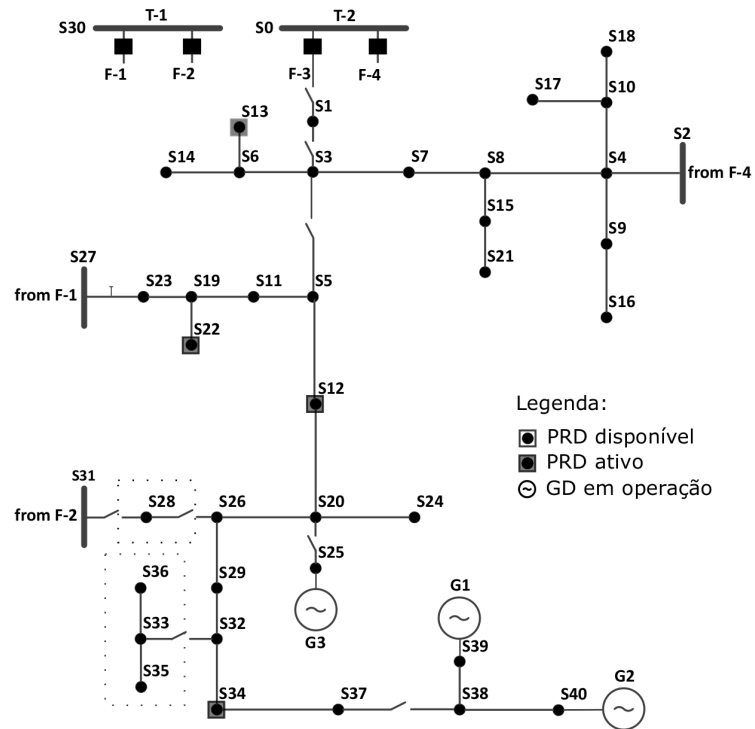 T-1
T-2
S30
S0
F-1
F-2
F-3
F-4
S18
S17
S10
S13
S1
S2
S14
S6
S3
S7
S8
S4
from F-4
S15
S9
S21
S27
S16
from F-1
S23
S19
S11
S5
S22
S12
Legenda:
PRD disponível
PRD ativo
GD em operação
S31
from F-2
S28
S26
S20
S24
S25
S36
S29
G1
S33
S32
G3
S39
S35
G2
S34
S37
S38
S40